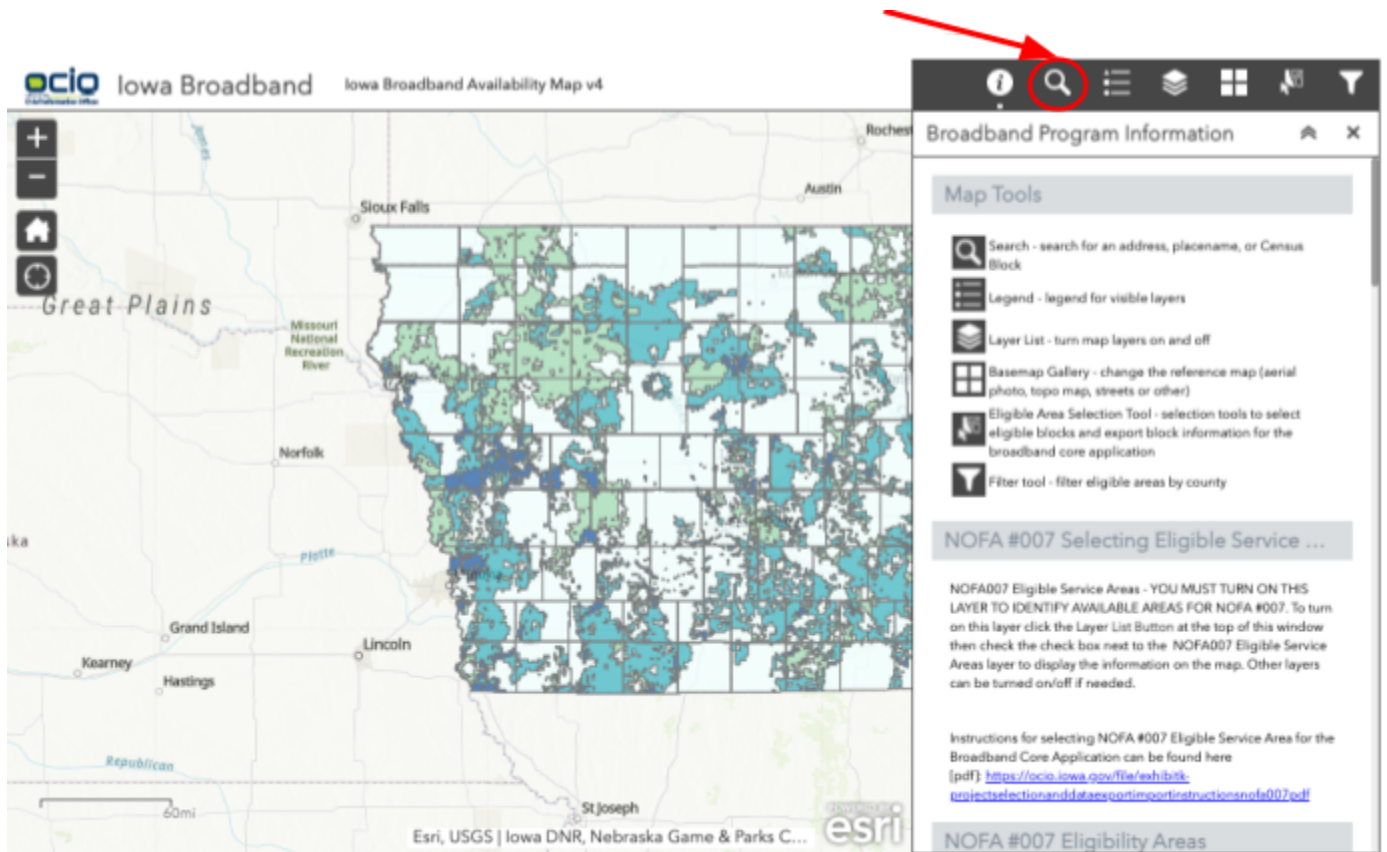 ocio
Iowa Broadband
Iowa Broadband Availability Map v4
Broadband Program Information
Map Tools
Search - search for an address, placename, or Census
Block
Legend - legend for visible layers
Layer List - turn map layers on and off
Basemap Gallery - change the reference map (aerial
photo, topo map, streets or other)
Eligible Area Selection Tool - selection tools to select
eligible blocks and export block information for the
broadband core application
Filter tool - filter eligible areas by county
NOFA #007 Selecting Eligible Service ...
NOFA007 Eligible Service Areas - YOU MUST TURN ON THIS
LAYER TO IDENTIFY AVAILABLE AREAS FOR NOFA #007. To turn
on this layer click the Layer List Button at the top of this window
then check the check box next to the NOFA007 Eligible Service
Areas layer to display the information on the map. Other layers
can be turned on/off if needed.
Instructions for selecting NOFA #007 Eligible Service Area for the
Broadband Core Application can be found here
[pdf]: https://ocio.iowa.gov/file/exhibitk-
projectselectionanddataexportimportinstructionsnofa007pdf
NOFA #007 Eligibility Areas
Rochest
Austin
James
Sioux Falls
Great Plains
Missouri
National
Recreation
River
Norfolk
ska
Platte
Grand Island
Lincoln
Kearney
Hastings
Republican
60mi
St Joseph
Esri, USGS | Iowa DNR, Nebraska Game & Parks C...
POWERED BY
esri